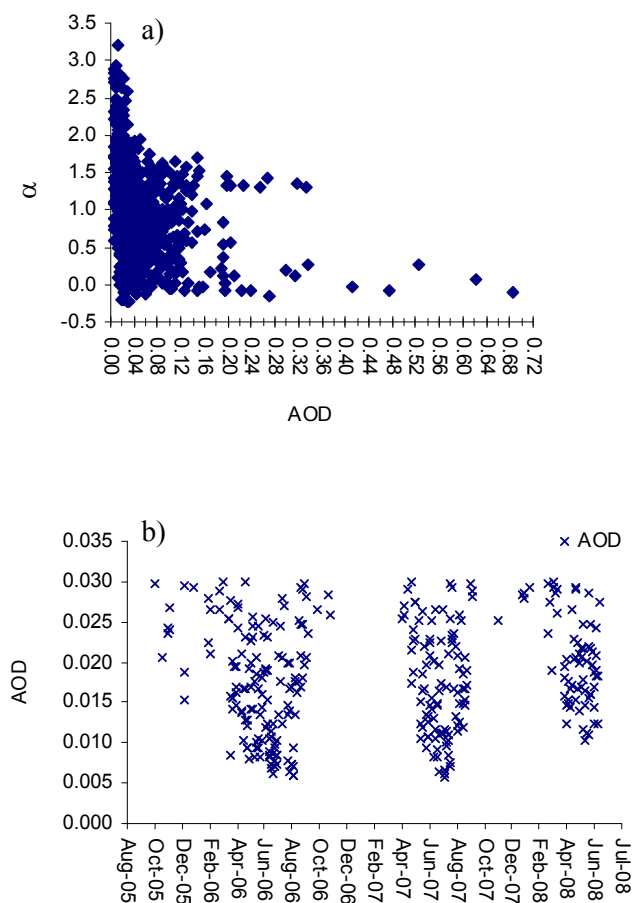 a)
3.5
3.0
2.5
2.0
1.5
1.0
0.5
0.0
-0.5
α
0.00
0.04
0.08
0.12
0.16
0.20
0.24
0.28
0.32
0.36
0.40
0.44
0.48
0.52
0.56
0.60
0.64
0.68
0.72
AOD
b)
AOD
0.035
0.030
0.025
0.020
0.015
0.010
0.005
0.000
AOD
Aug-05
Oct-05
Dec-05
Feb-06
Apr-06
Jun-06
Aug-06
Oct-06
Dec-06
Feb-07
Apr-07
Jun-07
Aug-07
Oct-07
Dec-07
Feb-08
Apr-08
Jun-08
Jul-08